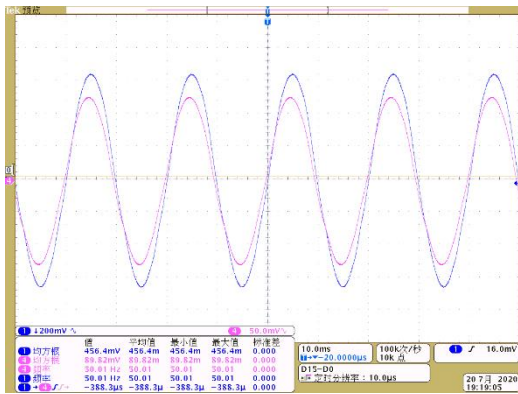 Tek 预览
1 ↓200mV 4 50.0mV
值 平均值 最小值 最大值 标准差
1 均方根 456.4mV 456.4m 456.4m 456.4m 0.000
4 均方根 89.82mV 89.82m 89.82m 89.82m 0.000
4 频率 50.01 Hz 50.01 50.01 50.01 0.000
1 频率 50.01 Hz 50.01 50.01 50.01 0.000
1→4 -388.3µs -388.3µ -388.3µ -388.3µ 0.000
10.0ms
-20.0000µs
100k次/秒
10k 点
1 16.0mV
D15-D0
定时分辨率：10.0µs
20 7月 2020
19:19:05